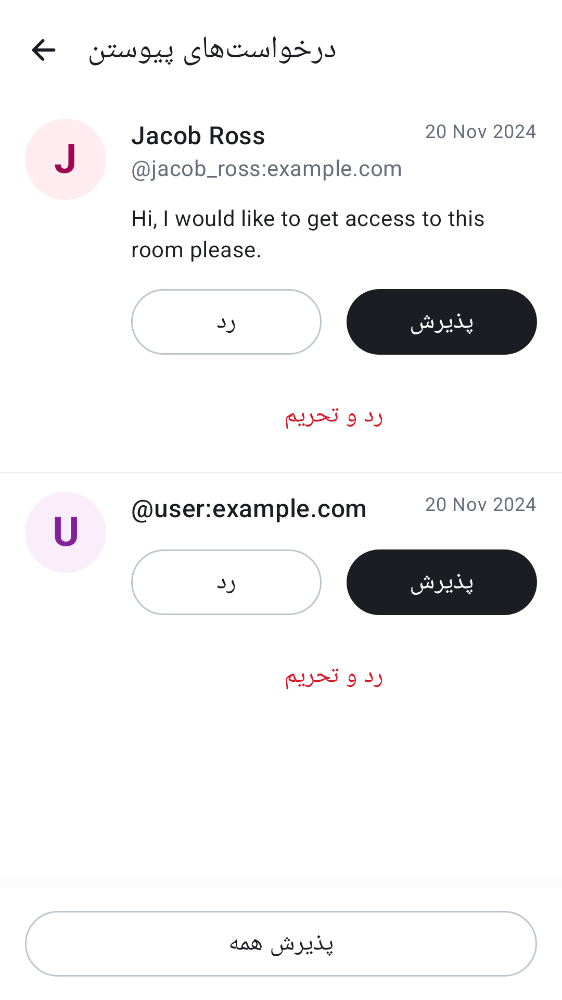 درخواست‌های پیوستن
J
Jacob Ross
20 Nov 2024
@jacob_ross:example.com
Hi, I would like to get access to this
room please.
رد
پذیرش
رد و تحریم
U
@user:example.com
20 Nov 2024
رد
پذیرش
رد و تحریم
پذیرش همه